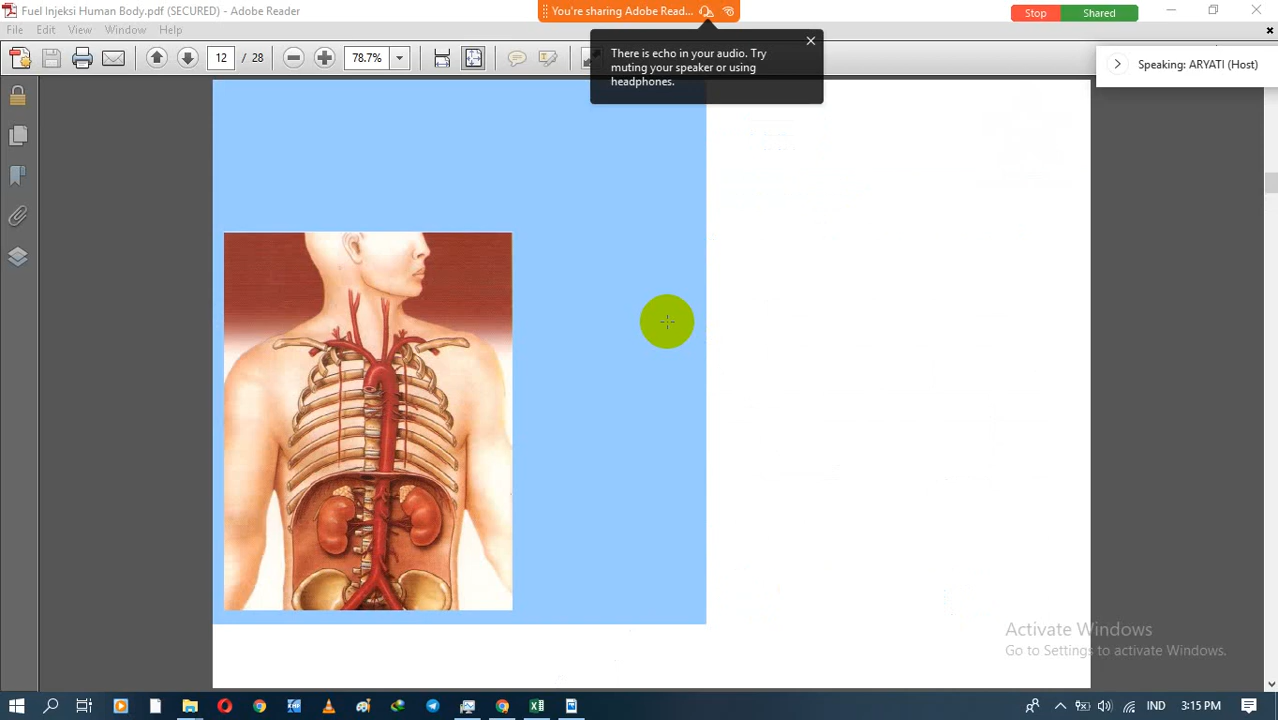 Fuel Injeksi Human Body.pdf (SECURED) - Adobe Reader
You're sharing Adobe Read...
Stop
Shared
File Edit View Window Help
There is echo in your audio. Try
muting your speaker or using
headphones.
12 / 28
78.7%
Speaking: ARYATI (Host)
Activate Windows
Go to Settings to activate Windows.
IND
3:15 PM